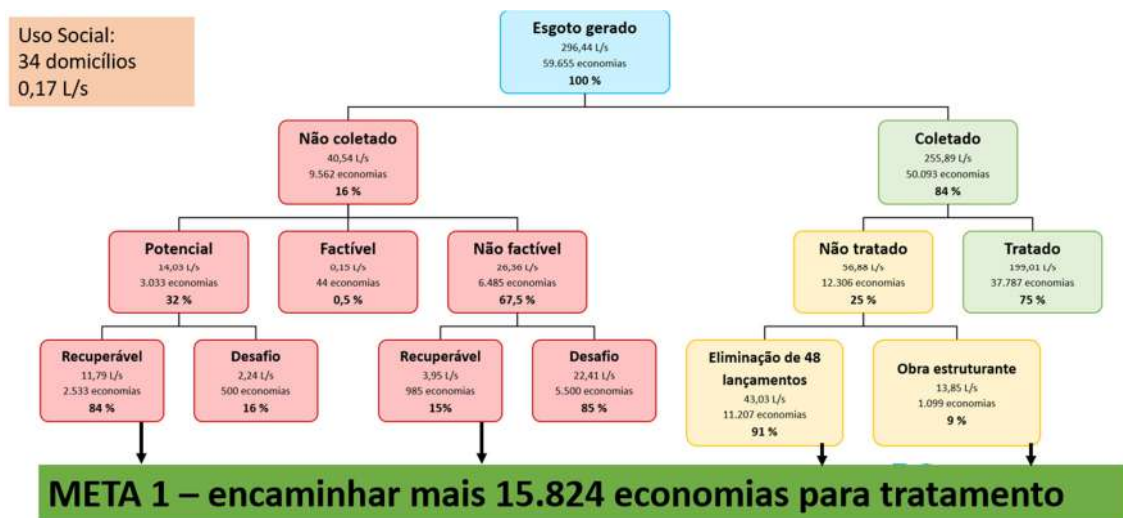 Uso Social:
34 domicílios
0,17 L/s
Esgoto gerado
296,44 L/s
59.655 economias
100 %
Não coletado
40,54 L/s
9.562 economias
16 %
Coletado
255,89 L/s
50.093 economias
84 %
Potencial
14,03 L/s
3.033 economias
32 %
Factível
0,15 L/s
44 economias
0,5 %
Não factível
26,36 L/s
6.485 economias
67,5 %
Não tratado
56,88 L/s
12.306 economias
25 %
Tratado
199,01 L/s
37.787 economias
75 %
Recuperável
11,79 L/s
2.533 economias
84 %
Desafio
2,24 L/s
500 economias
16 %
Recuperável
3,95 L/s
985 economias
15%
Desafio
22,41 L/s
5.500 economias
85 %
Eliminação de 48
lançamentos
43,03 L/s
11.207 economias
91 %
Obra estruturante
13,85 L/s
1.099 economias
9 %
META 1 – encaminhar mais 15.824 economias para tratamento